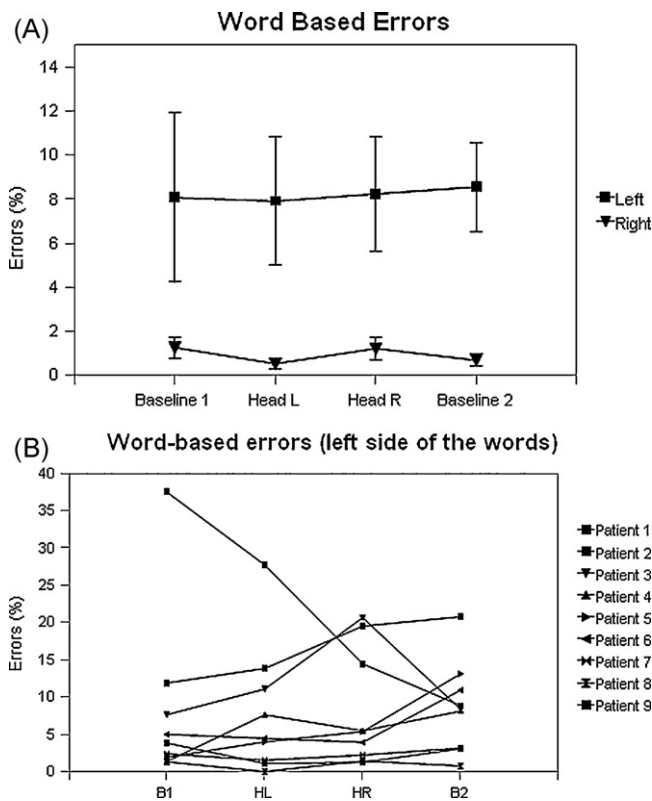 (A)
Word Based Errors
14
12
10
8
6
4
2
0
Errors (%)
Baseline 1 Head L Head R Baseline 2
Left
Right
(B)
Word-based errors (left side of the words)
40
35
30
25
20
15
10
5
0
Errors (%)
B1 HL HR B2
Patient 1
Patient 2
Patient 3
Patient 4
Patient 5
Patient 6
Patient 7
Patient 8
Patient 9